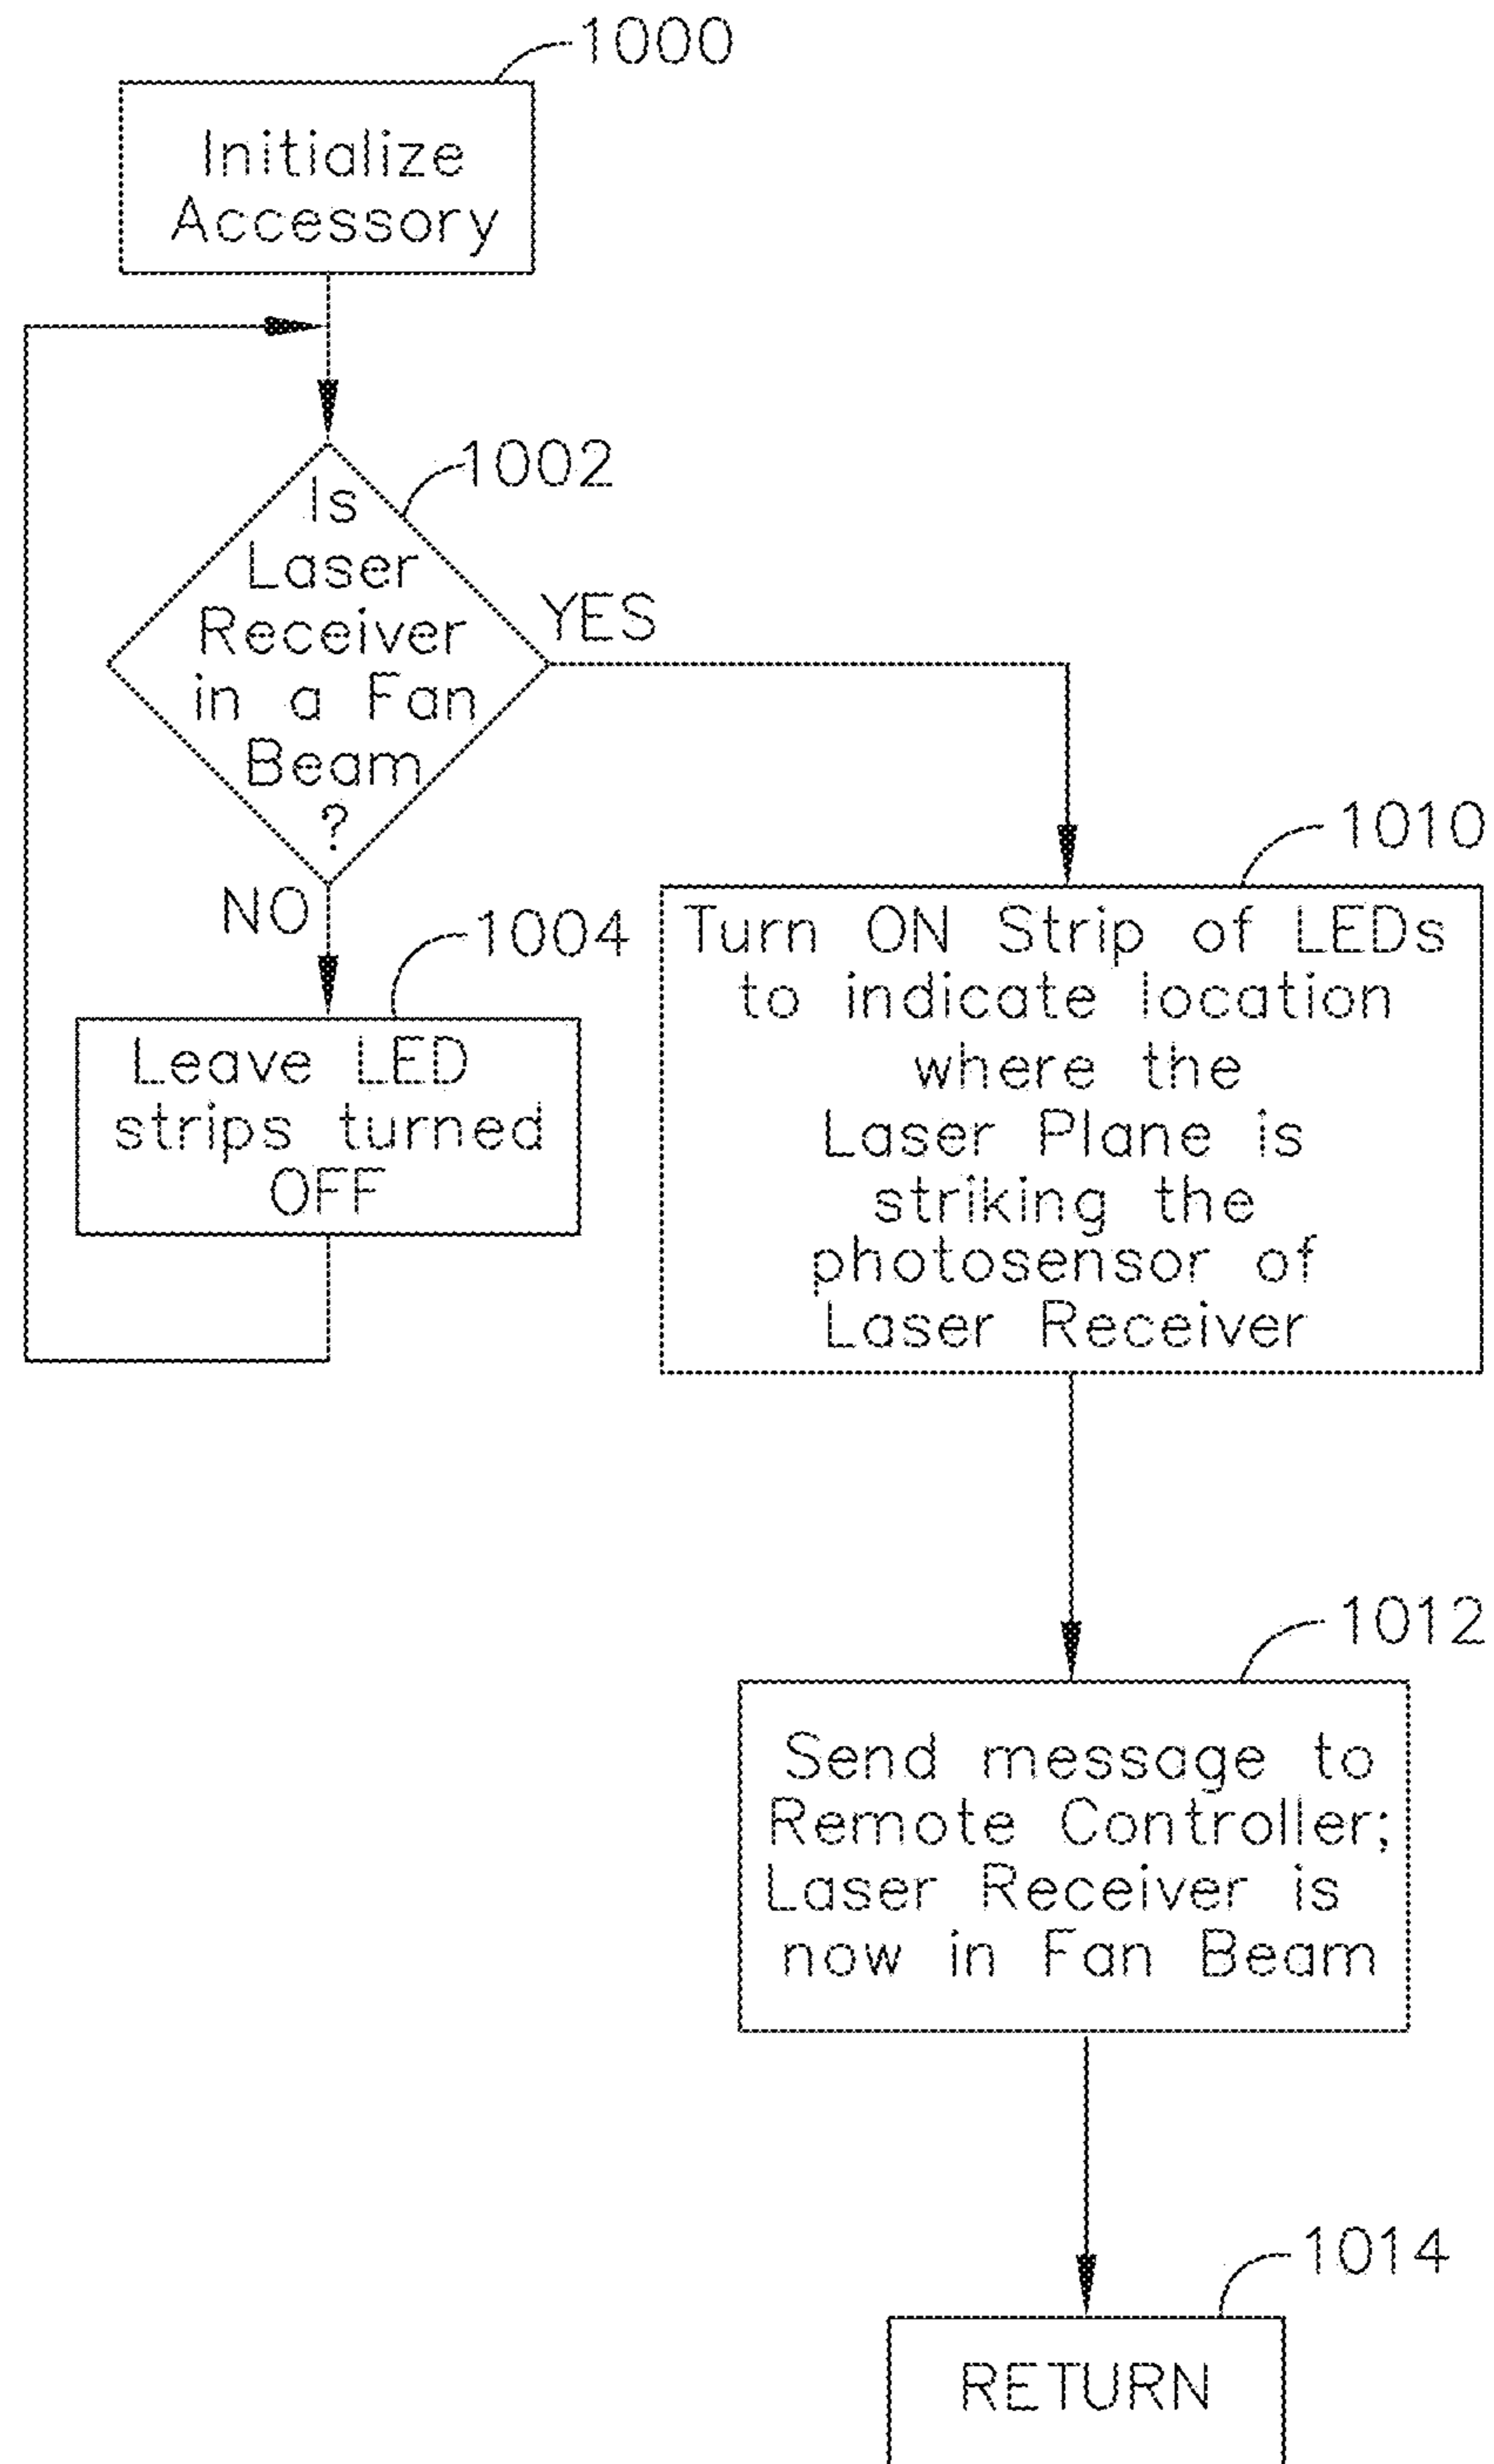 1000
Initialize
Accessory
1002
Is
Laser
Receiver
in a Fan
Beam
?
YES
NO
1004
Leave LED
strips turned
OFF
1010
Turn ON Strip of LEDs
to indicate location
where the
Laser Plane is
striking the
photosensor of
Laser Receiver
1012
Send message to
Remote Controller;
Laser Receiver is
now in Fan Beam
1014
RETURN